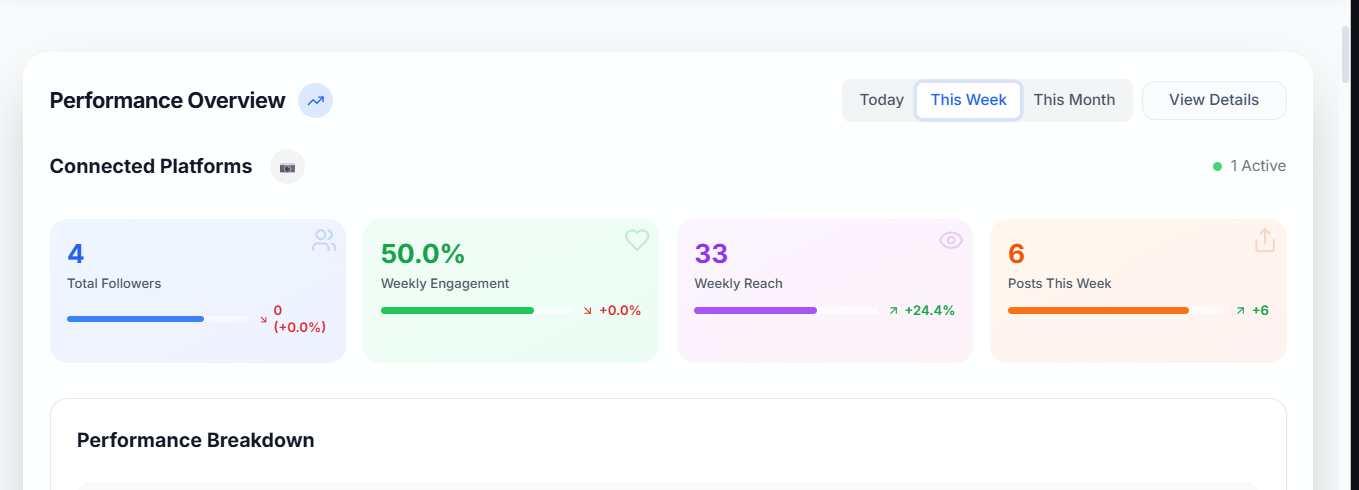 Performance Overview
Today This Week This Month View Details
Connected Platforms
1 Active
4
Total Followers
0
(+0.0%)
50.0%
Weekly Engagement
+0.0%
33
Weekly Reach
+24.4%
6
Posts This Week
+6
Performance Breakdown